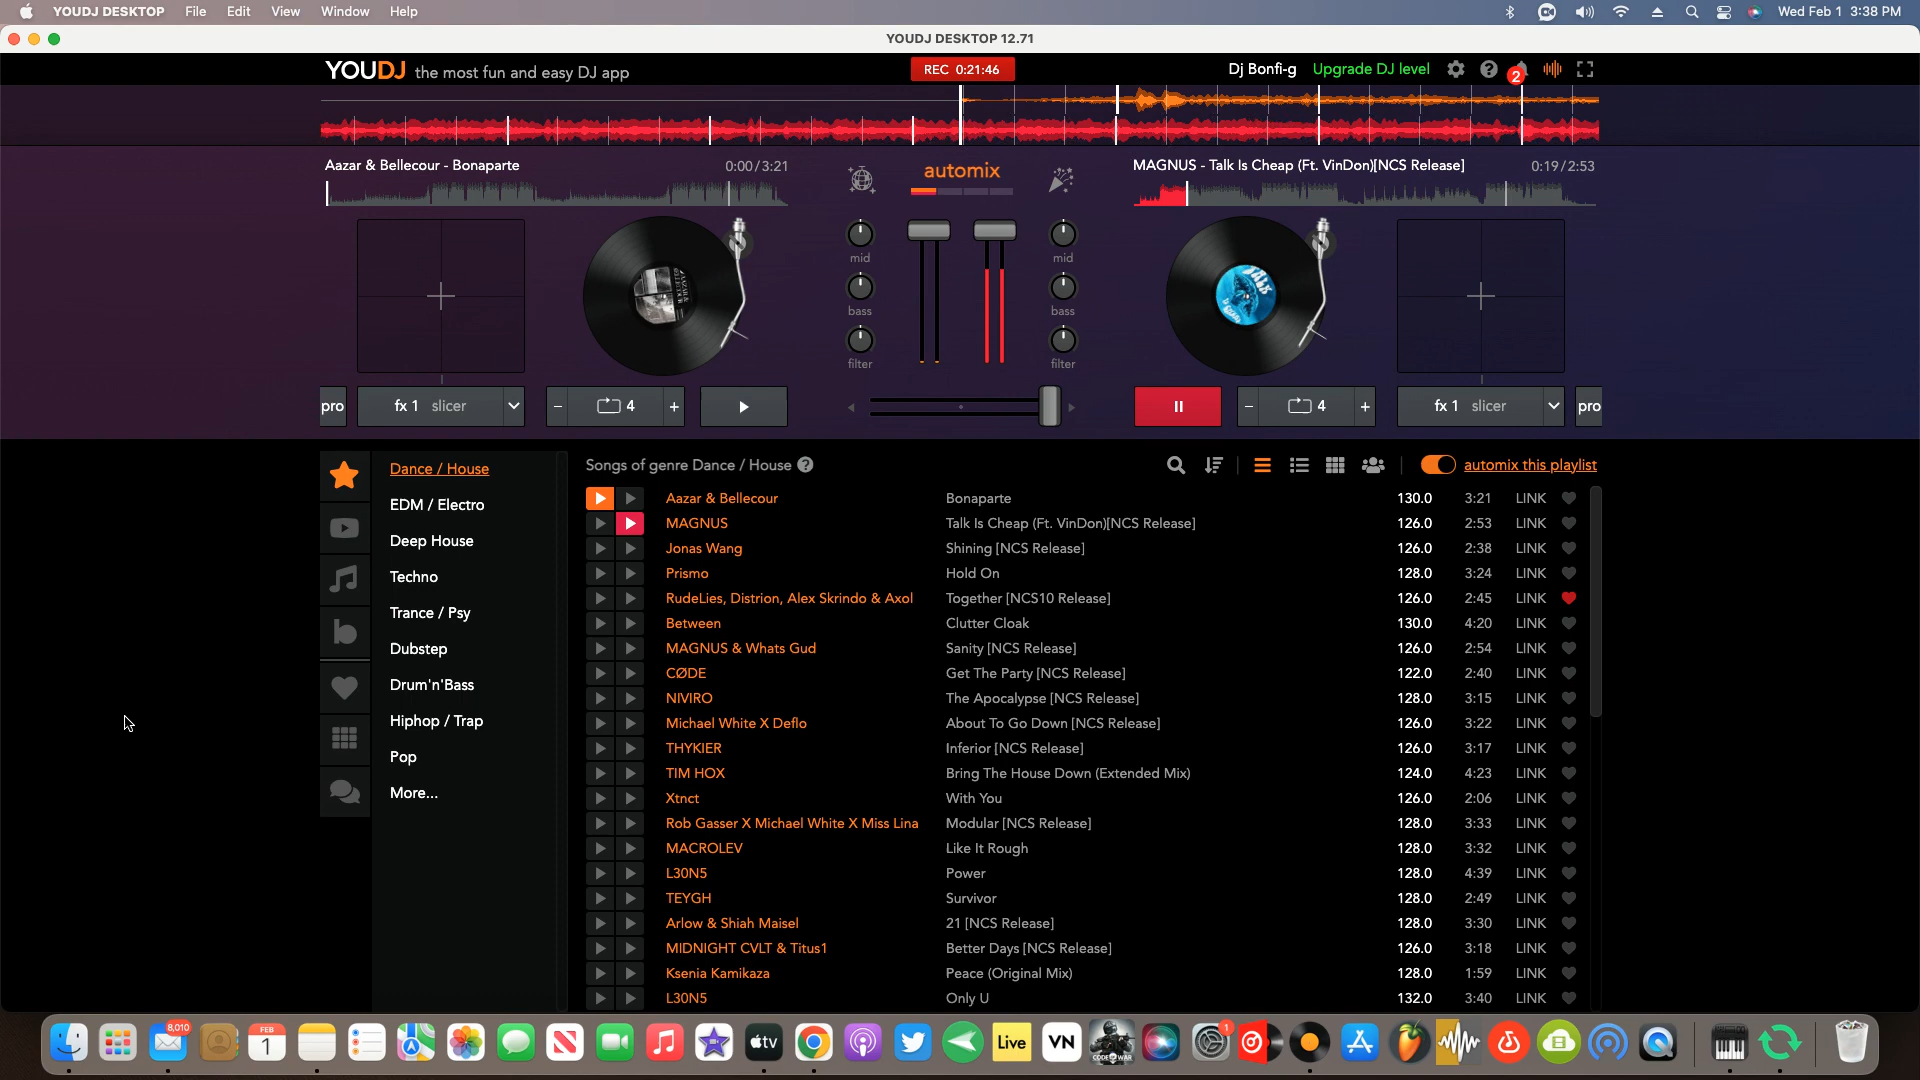 YOUDJ DESKTOP File Edit View Window Help Wed Feb 1 3:38 PM
YOUDJ DESKTOP 12.71
YOUDJ the most fun and easy DJ app REC 0:21:46 Dj Bonfi-g Upgrade DJ level 2
Aazar & Bellecour - Bonaparte 0:00/3:21 automix MAGNUS - Talk Is Cheap (Ft. VinDon)[NCS Release] 0:19/2:53
mid mid
bass bass
filter filter
pro fx 1 slicer - 4 + - 4 + fx 1 slicer pro
Songs of genre Dance / House automix this playlist
Dance / House
EDM / Electro
Deep House
Techno
Trance / Psy
Dubstep
Drum'n'Bass
Hiphop / Trap
Pop
More...
Aazar & Bellecour Bonaparte 130.0 3:21 LINK
MAGNUS Talk Is Cheap (Ft. VinDon)[NCS Release] 126.0 2:53 LINK
Jonas Wang Shining [NCS Release] 126.0 2:38 LINK
Prismo Hold On 128.0 3:24 LINK
RudeLies, Distrion, Alex Skrindo & Axol Together [NCS10 Release] 126.0 2:45 LINK
Between Clutter Cloak 130.0 4:20 LINK
MAGNUS & Whats Gud Sanity [NCS Release] 126.0 2:54 LINK
CØDE Get The Party [NCS Release] 122.0 2:40 LINK
NIVIRO The Apocalypse [NCS Release] 128.0 3:15 LINK
Michael White X Deflo About To Go Down [NCS Release] 126.0 3:22 LINK
THYKIER Inferior [NCS Release] 126.0 3:17 LINK
TIM HOX Bring The House Down (Extended Mix) 124.0 4:23 LINK
Xtnct With You 126.0 2:06 LINK
Rob Gasser X Michael White X Miss Lina Modular [NCS Release] 128.0 3:33 LINK
MACROLEV Like It Rough 128.0 3:32 LINK
L30N5 Power 128.0 4:39 LINK
TEYGH Survivor 128.0 2:49 LINK
Arlow & Shiah Maisel 21 [NCS Release] 128.0 3:30 LINK
MIDNIGHT CVLT & Titus1 Better Days [NCS Release] 126.0 3:18 LINK
Ksenia Kamikaza Peace (Original Mix) 128.0 1:59 LINK
L30N5 Only U 132.0 3:40 LINK
8,010 FEB 1 tv Live VN 1